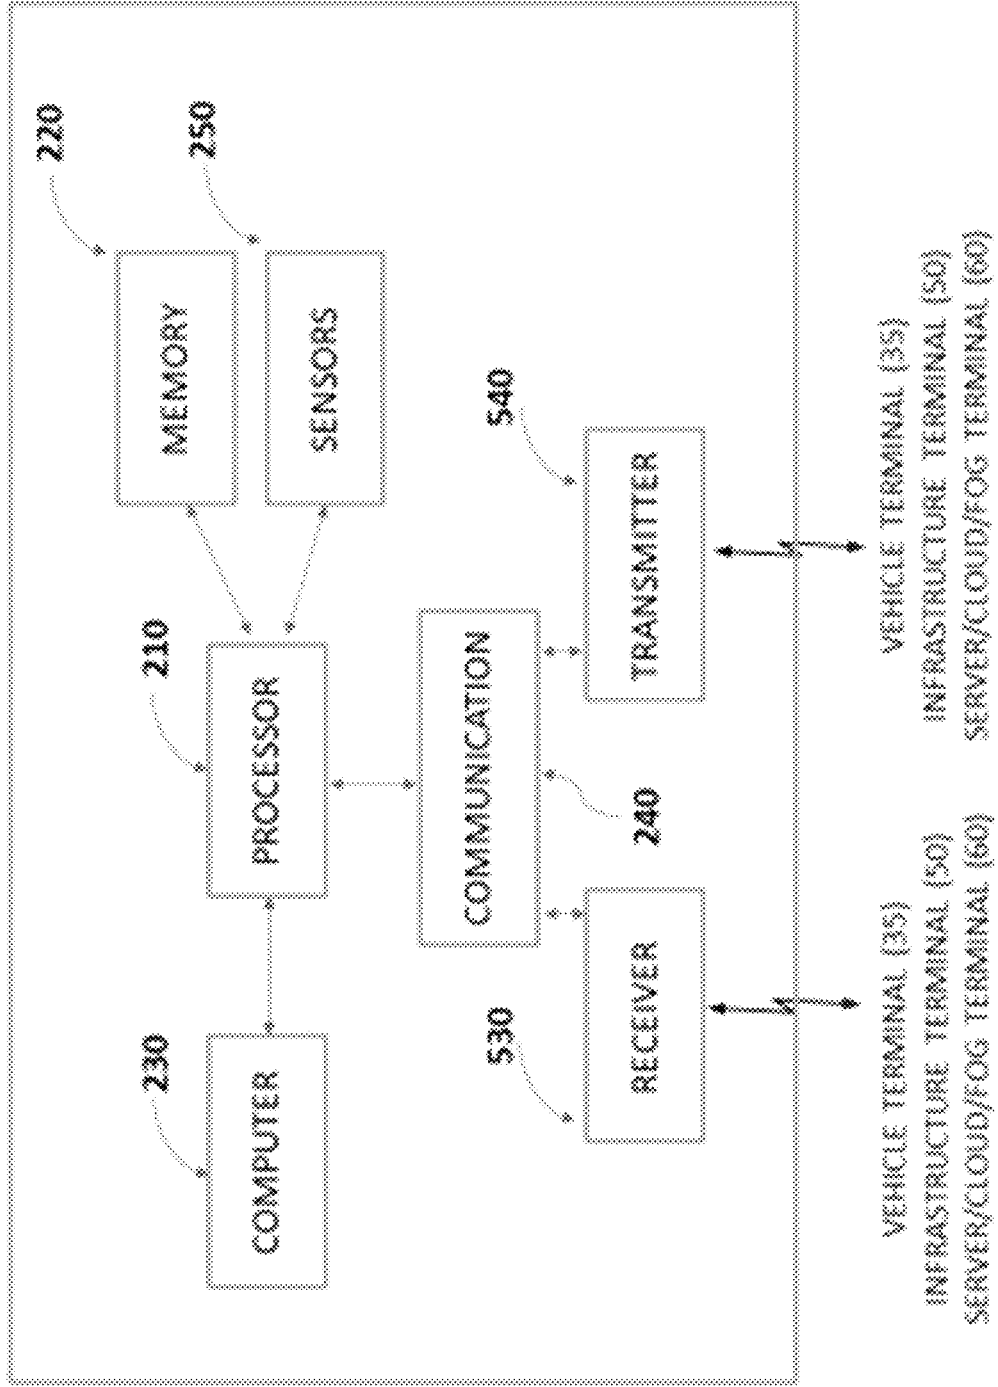 220
MEMORY
250
SENSORS
210
PROCESSOR
230
COMPUTER
COMMUNICATION
240
540
TRANSMITTER
530
RECEIVER
VEHICLE TERMINAL (35)
INFRASTRUCTURE TERMINAL (50)
SERVER/CLOUD/FOG TERMINAL (60)
VEHICLE TERMINAL (35)
INFRASTRUCTURE TERMINAL (50)
SERVER/CLOUD/FOG TERMINAL (60)